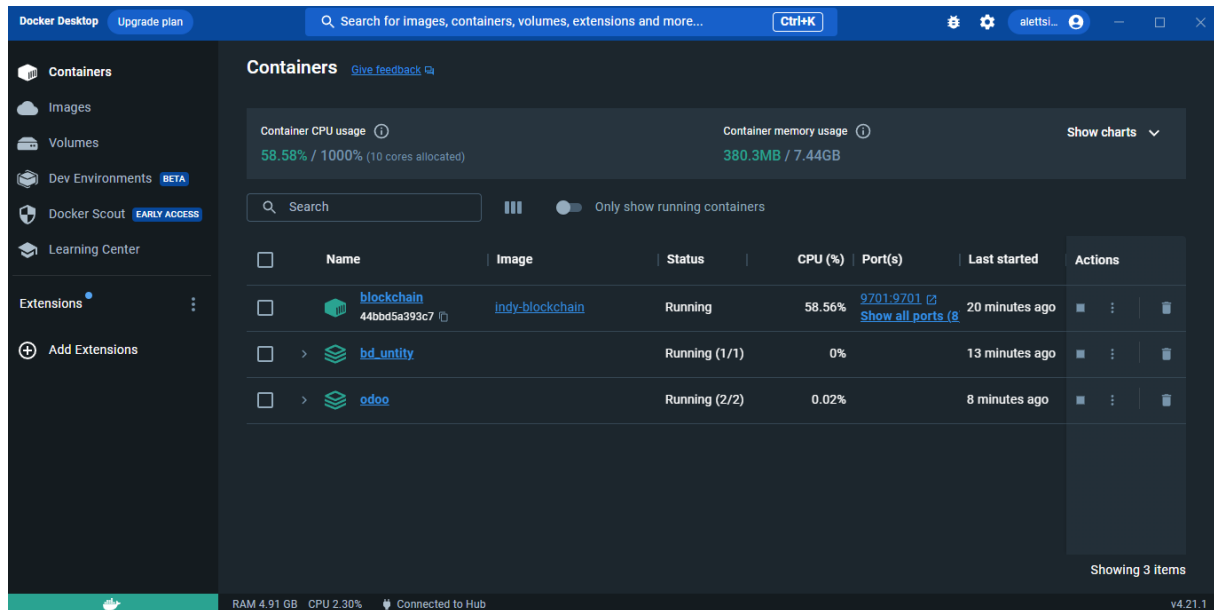 Docker Desktop Upgrade plan Search for images, containers, volumes, extensions and more... Ctrl+K alettsi...
Containers
Images
Volumes
Dev Environments BETA
Docker Scout EARLY ACCESS
Learning Center
Extensions
Add Extensions
Containers Give feedback
Container CPU usage
58.58% / 1000% (10 cores allocated)
Container memory usage
380.3MB / 7.44GB
Show charts
Search
Only show running containers
Name Image Status CPU (%) Port(s) Last started Actions
blockchain
44bbd5a393c7
indy-blockchain Running 58.56%
9701:9701
Show all ports (8
20 minutes ago
bd_untity Running (1/1) 0% 13 minutes ago
odoo Running (2/2) 0.02% 8 minutes ago
Showing 3 items
RAM 4.91 GB CPU 2.30% Connected to Hub v4.21.1